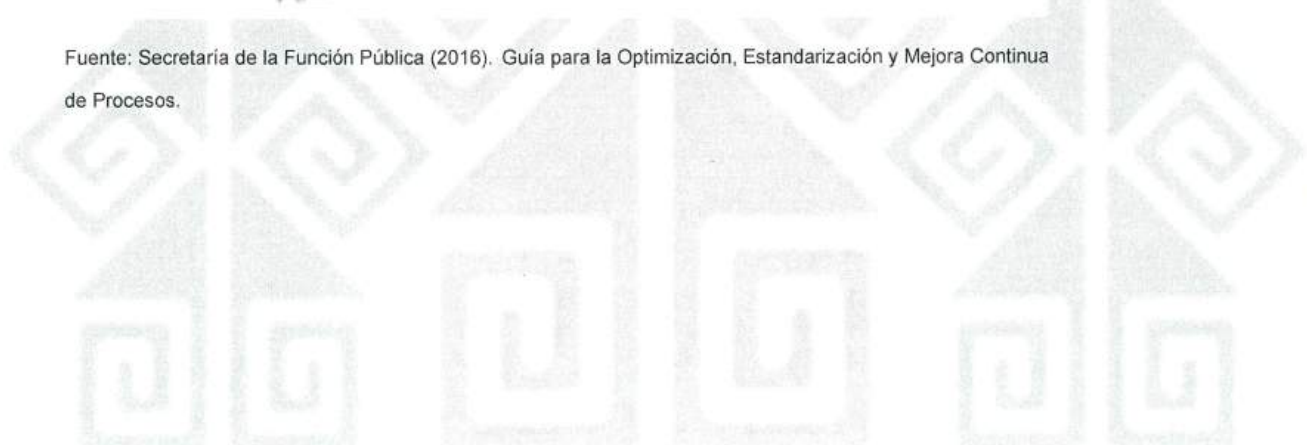 Fuente: Secretaría de la Función Pública (2016). Guía para la Optimización, Estandarización y Mejora Continua
de Procesos.